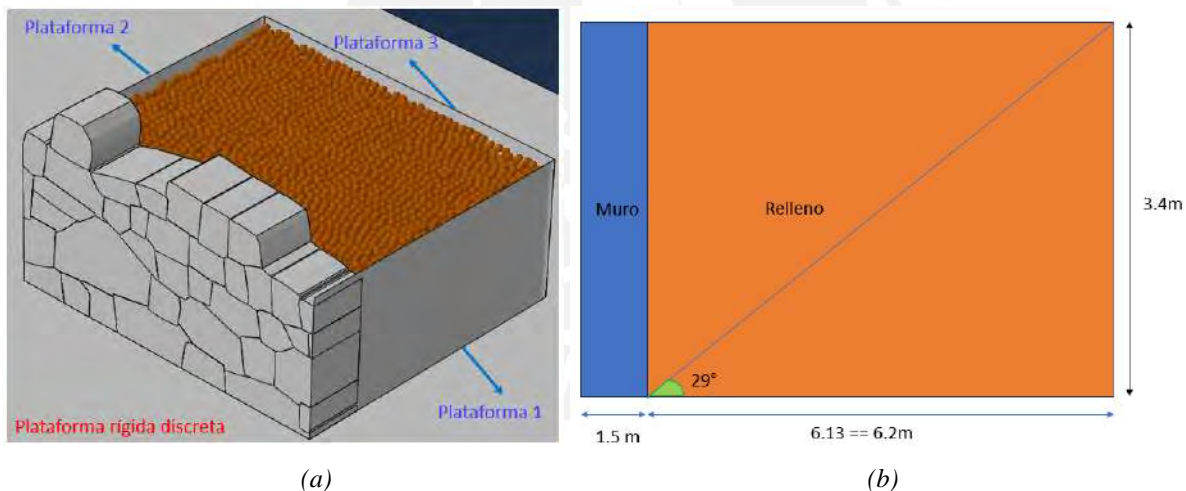 Plataforma 2
Plataforma 3
Plataforma 1
Plataforma rígida discreta
(a)
Muro
Relleno
29°
3.4m
1.5 m
6.13 == 6.2m
(b)